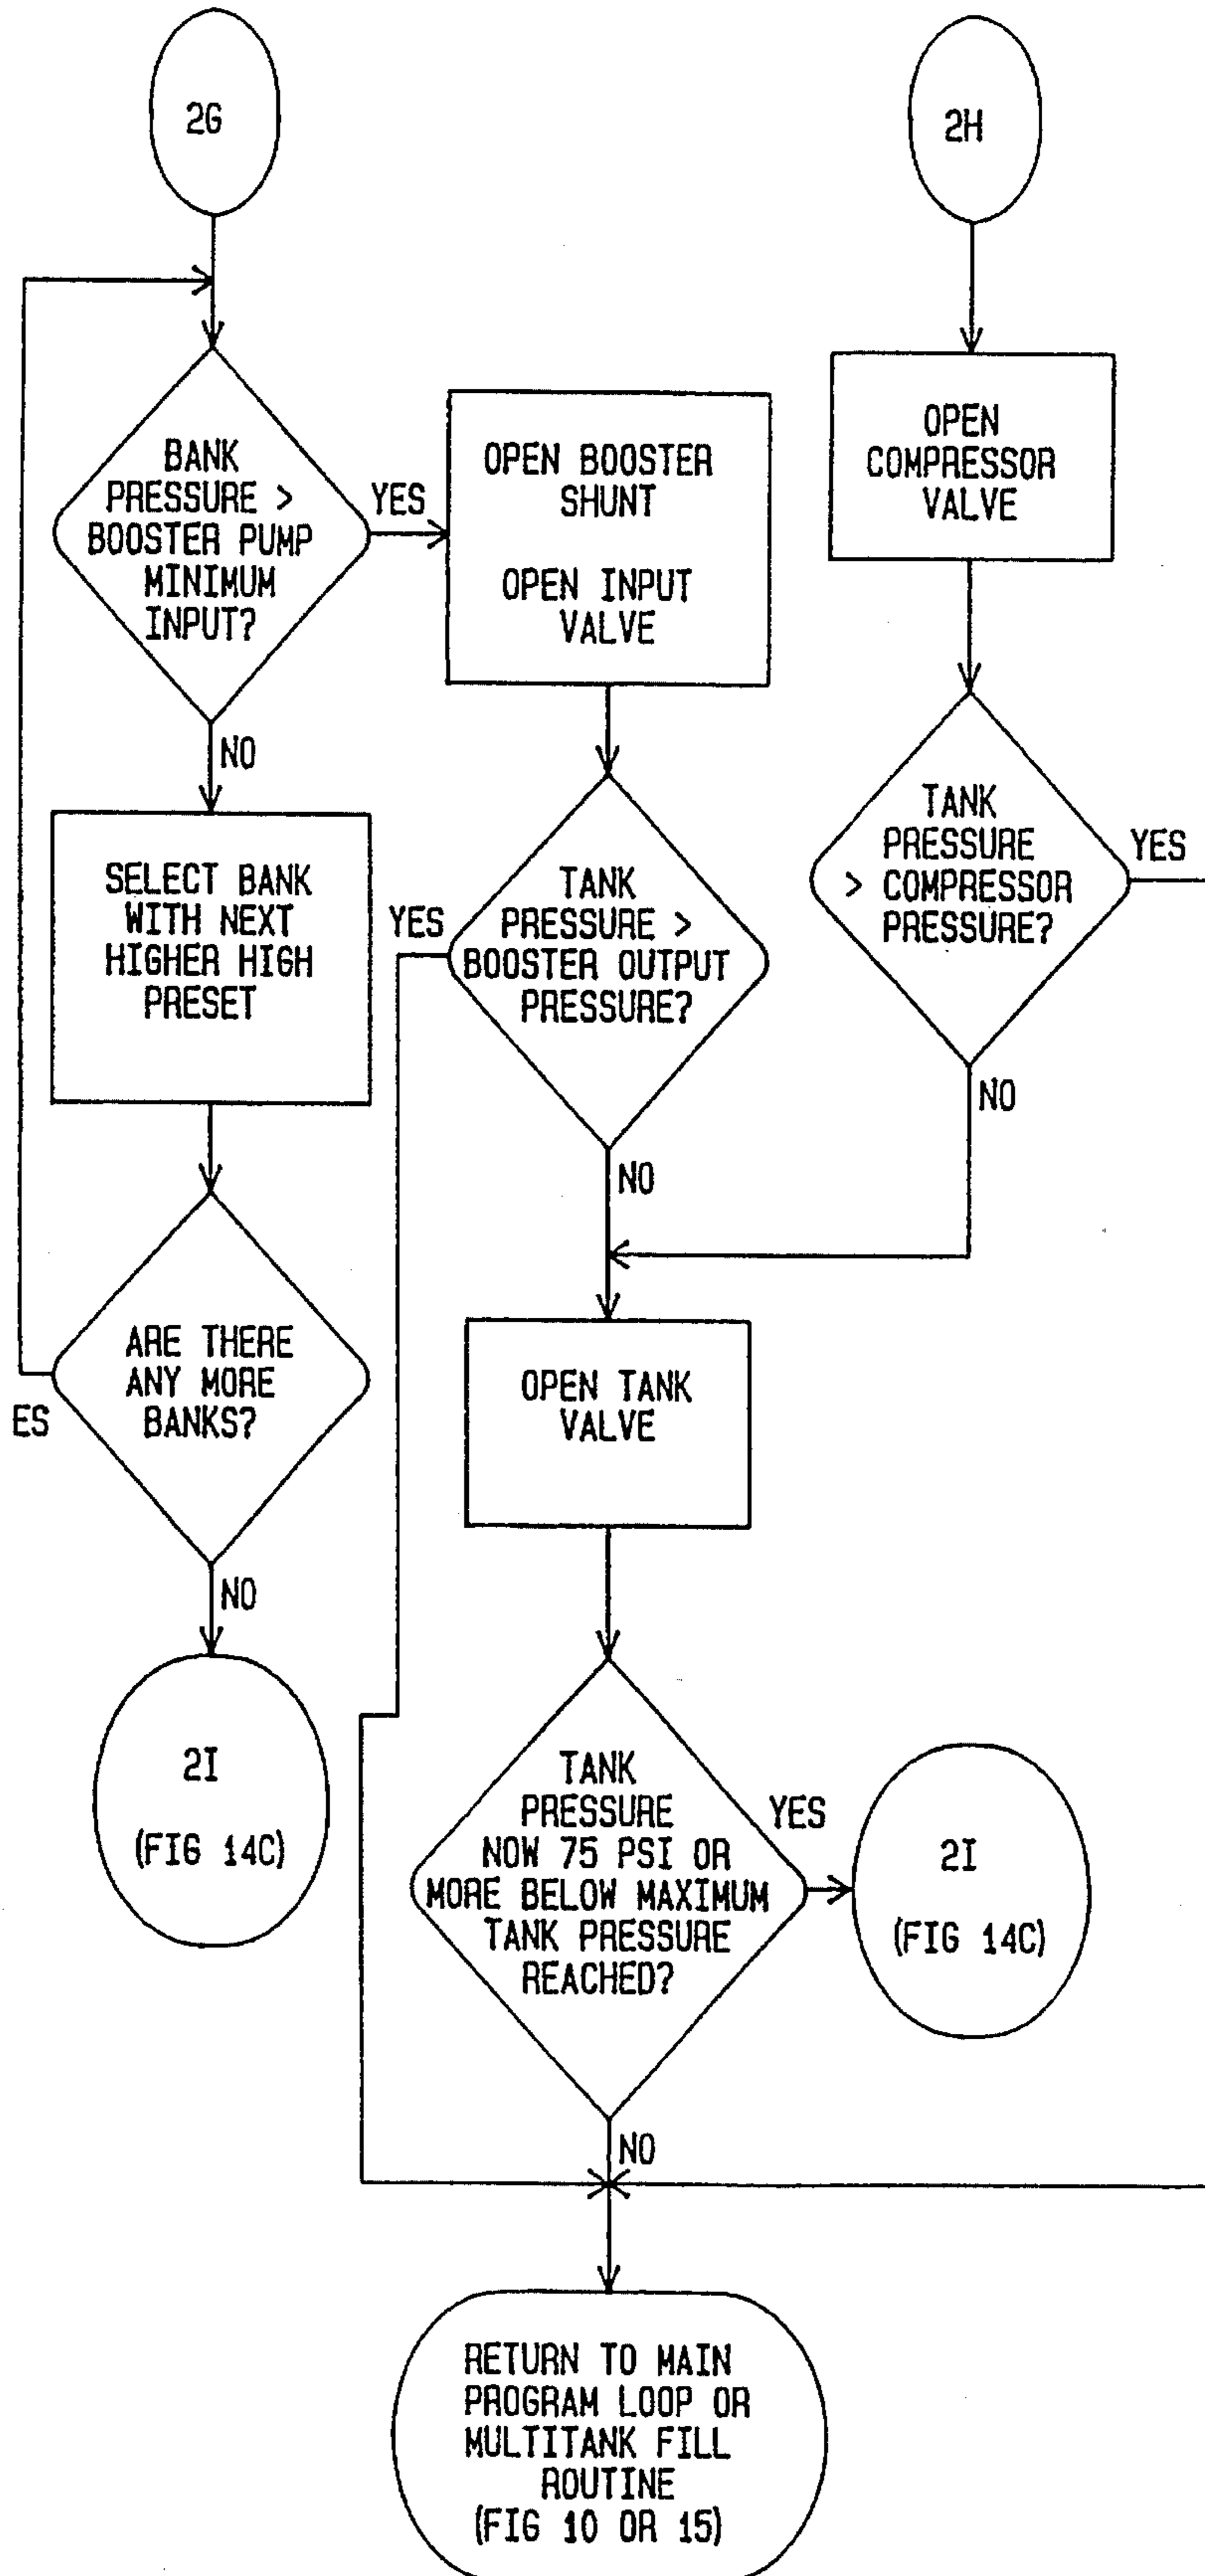 2G
2H
BANK
PRESSURE >
BOOSTER PUMP
MINIMUM
INPUT?
YES
NO
OPEN BOOSTER
SHUNT
OPEN INPUT
VALVE
OPEN
COMPRESSOR
VALVE
SELECT BANK
WITH NEXT
HIGHER HIGH
PRESET
TANK
PRESSURE >
BOOSTER OUTPUT
PRESSURE?
YES
NO
TANK
PRESSURE
> COMPRESSOR
PRESSURE?
YES
NO
ARE THERE
ANY MORE
BANKS?
ES
NO
OPEN TANK
VALVE
2I
(FIG 14C)
TANK
PRESSURE
NOW 75 PSI OR
MORE BELOW MAXIMUM
TANK PRESSURE
REACHED?
YES
NO
2I
(FIG 14C)
RETURN TO MAIN
PROGRAM LOOP OR
MULTITANK FILL
ROUTINE
(FIG 10 OR 15)